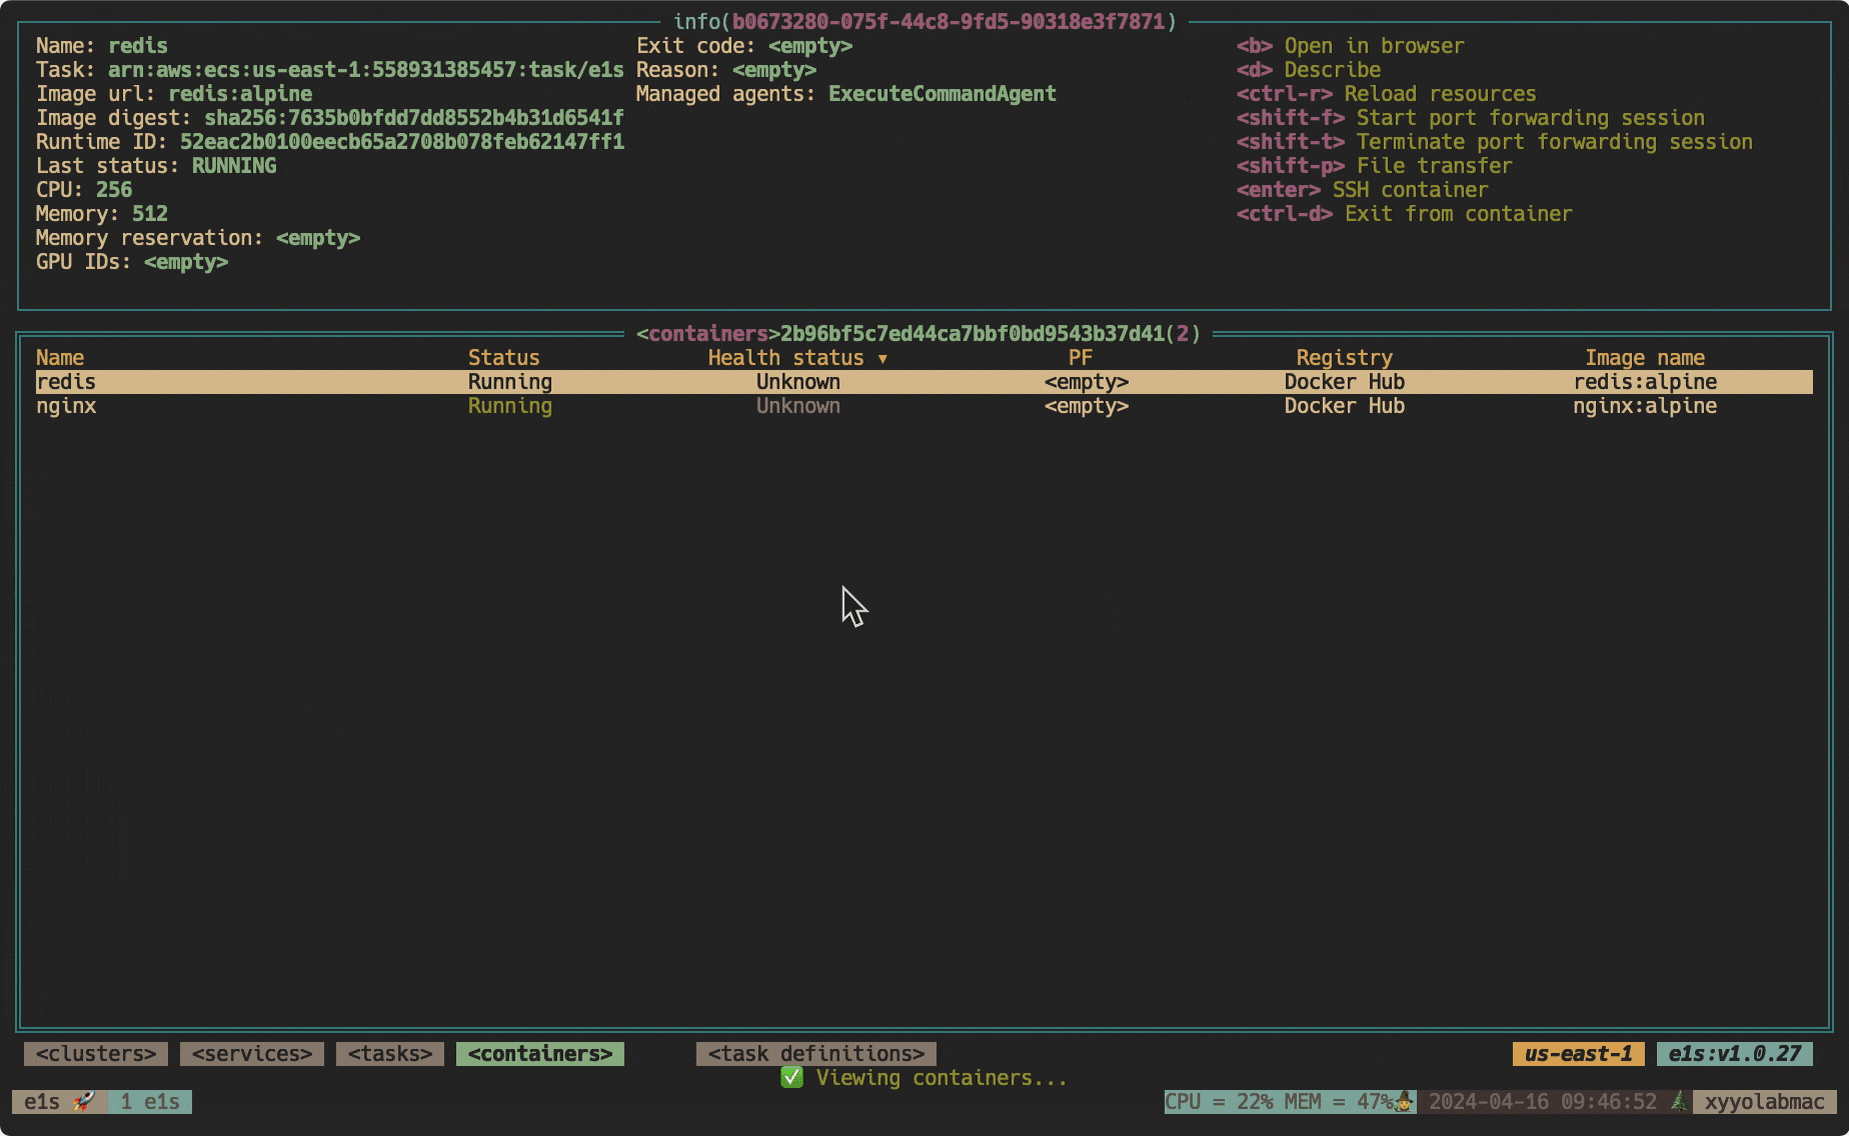 info(b0673280-075f-44c8-9fd5-90318e3f7871)
Name: redis
Task: arn:aws:ecs:us-east-1:558931385457:task/e1s
Image url: redis:alpine
Image digest: sha256:7635b0bfdd7dd8552b4b31d6541f
Runtime ID: 52eac2b0100eecb65a2708b078feb62147ff1
Last status: RUNNING
CPU: 256
Memory: 512
Memory reservation: <empty>
GPU IDs: <empty>
Exit code: <empty>
Reason: <empty>
Managed agents: ExecuteCommandAgent
<b> Open in browser
<d> Describe
<ctrl-r> Reload resources
<shift-f> Start port forwarding session
<shift-t> Terminate port forwarding session
<shift-p> File transfer
<enter> SSH container
<ctrl-d> Exit from container
<containers>2b96bf5c7ed44ca7bbf0bd9543b37d41(2)
Name Status Health status ▾ PF Registry Image name
redis Running Unknown <empty> Docker Hub redis:alpine
nginx Running Unknown <empty> Docker Hub nginx:alpine
<clusters> <services> <tasks> <containers> <task definitions> us-east-1 e1s:v1.0.27
✅ Viewing containers...
e1s 🚀 1 e1s CPU = 22% MEM = 47% 2024-04-16 09:46:52 🌲 xyyolabmac